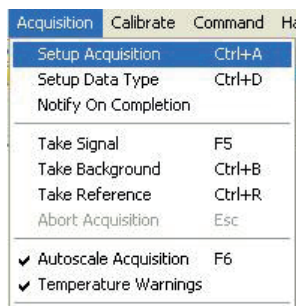 Acquisition Calibrate Command
Setup Acquisition Ctrl+A
Setup Data Type Ctrl+D
Notify On Completion
Take Signal F5
Take Background Ctrl+B
Take Reference Ctrl+R
Abort Acquisition Esc
Autoscale Acquisition F6
Temperature Warnings